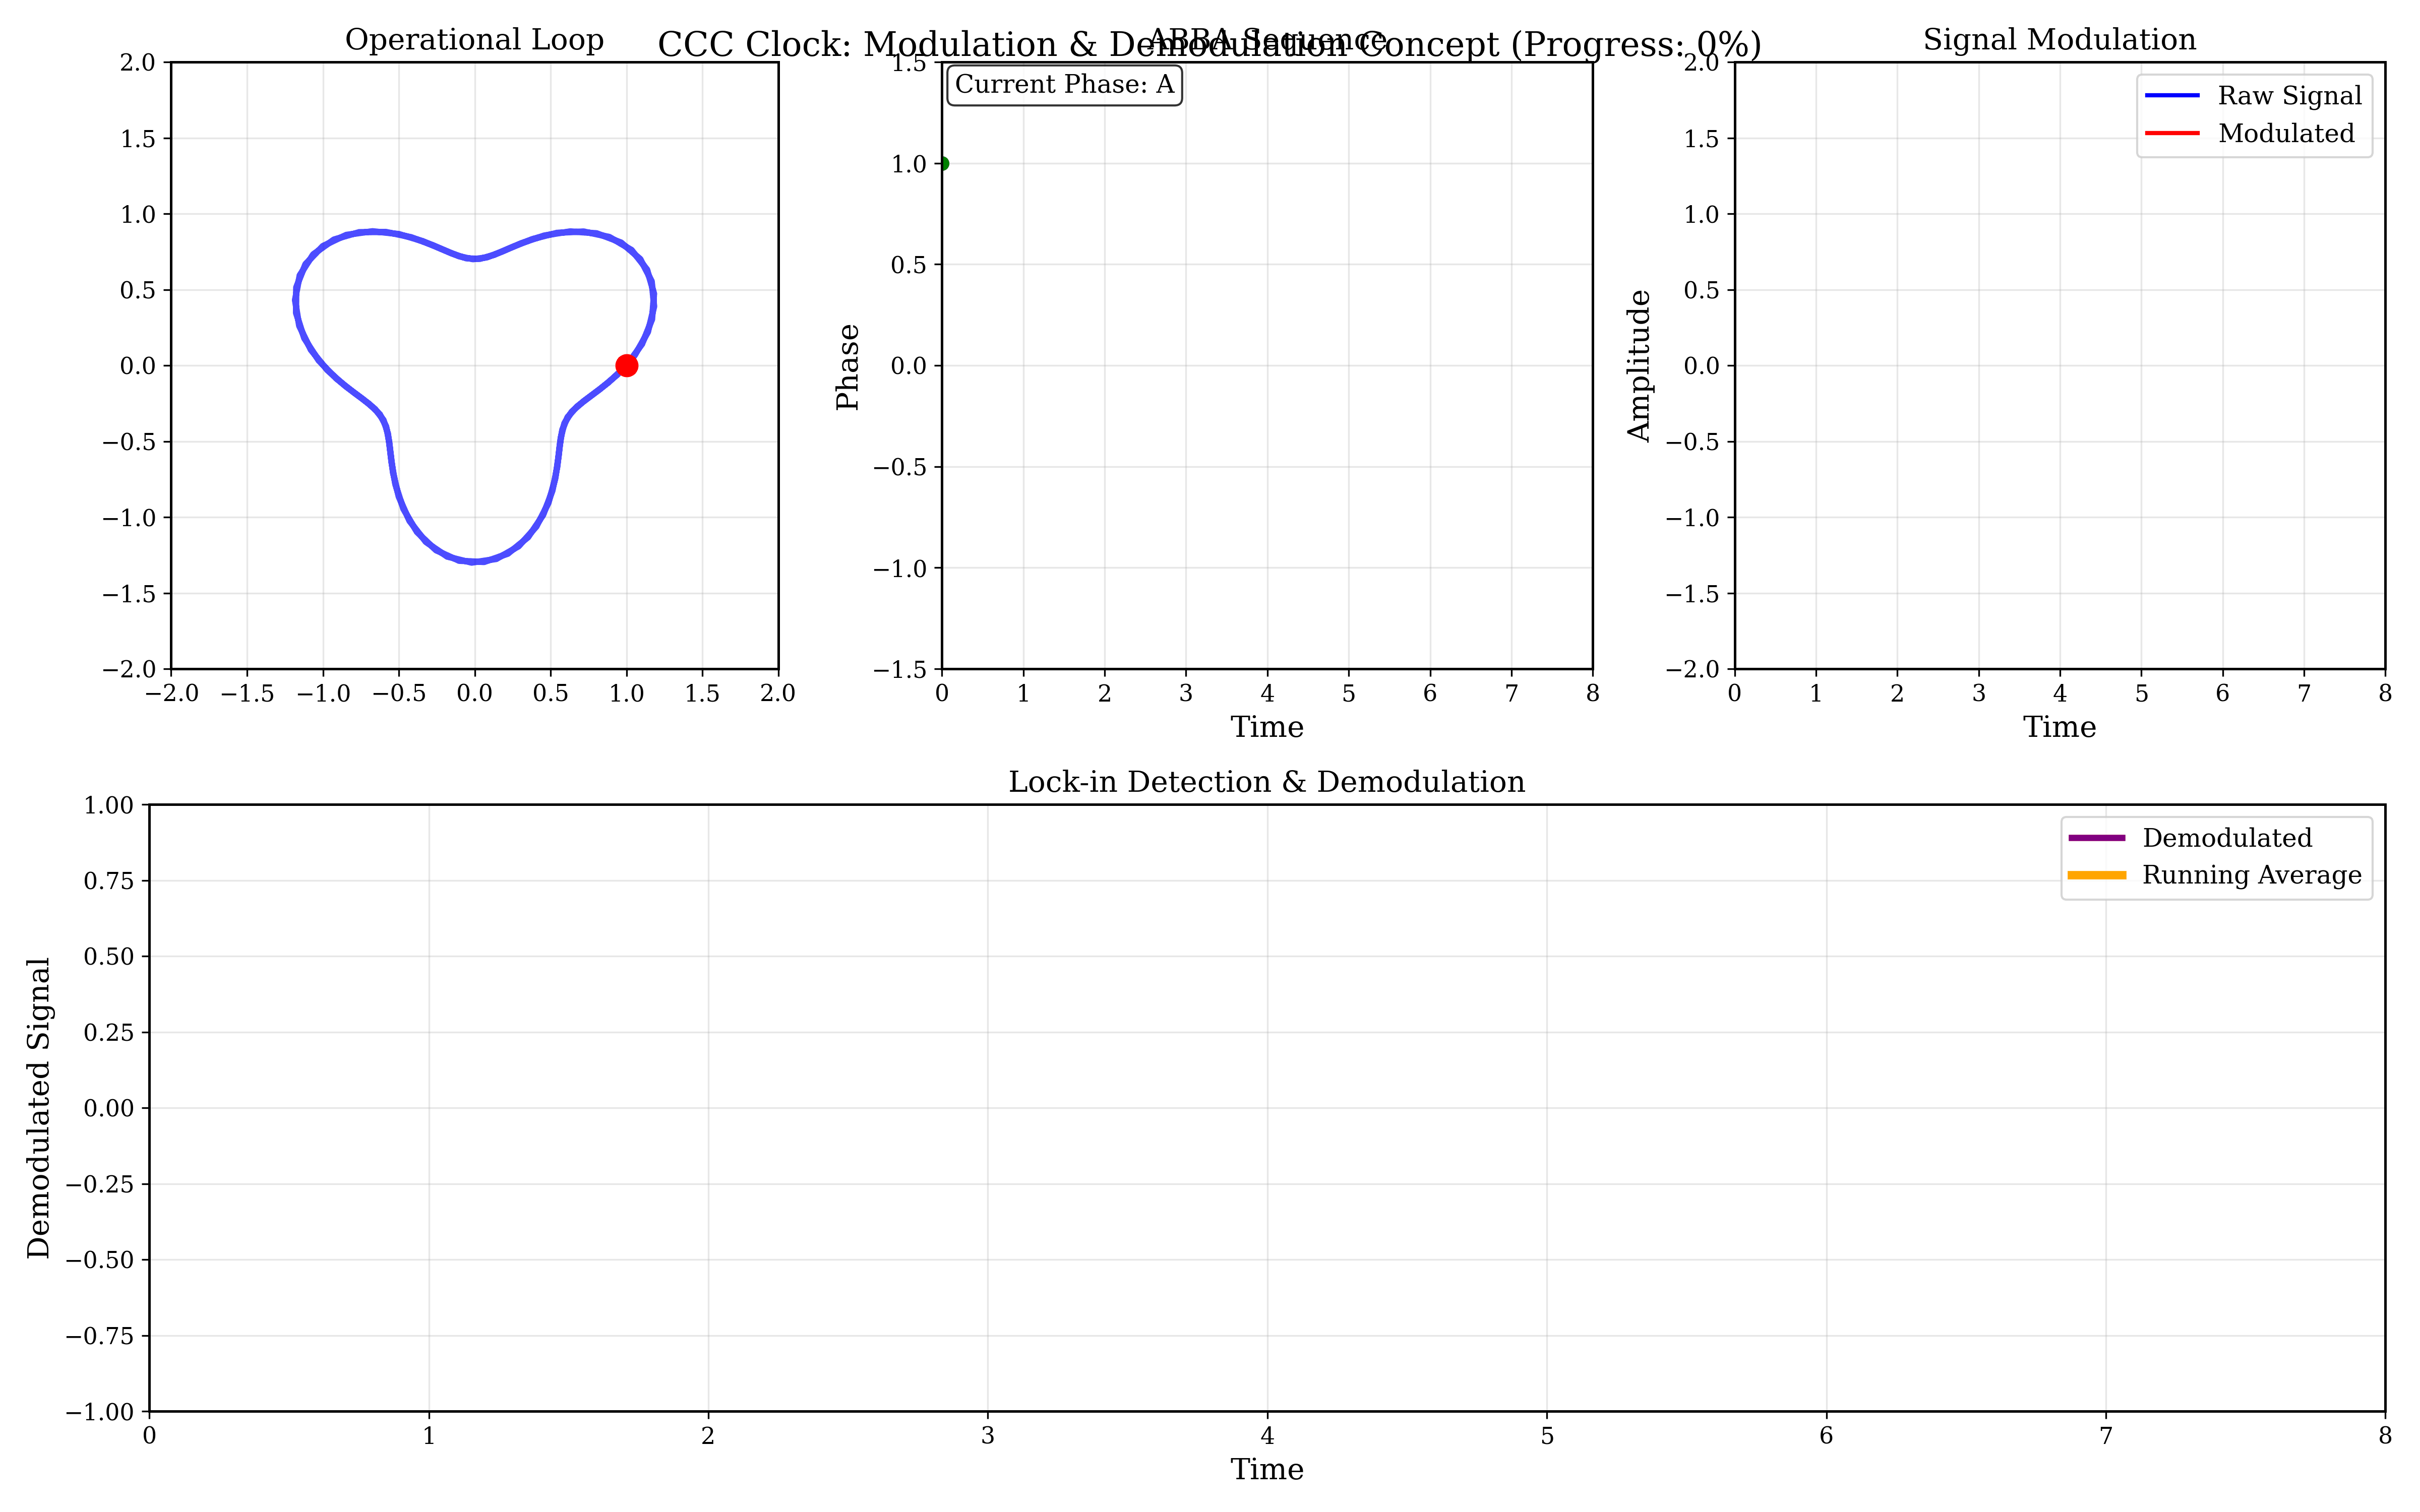 CCC Clock: Modulation & Demodulation Concept (Progress: 0%)
Operational Loop
2.0
1.5
1.0
0.5
0.0
−0.5
−1.0
−1.5
−2.0
−2.0 −1.5 −1.0 −0.5 0.0 0.5 1.0 1.5 2.0
ABBA Sequence
Current Phase: A
Phase
1.5
1.0
0.5
0.0
−0.5
−1.0
−1.5
0 1 2 3 4 5 6 7 8
Time
Signal Modulation
Raw Signal
Modulated
Amplitude
2.0
1.5
1.0
0.5
0.0
−0.5
−1.0
−1.5
−2.0
0 1 2 3 4 5 6 7 8
Time
Lock-in Detection & Demodulation
Demodulated
Running Average
Demodulated Signal
1.00
0.75
0.50
0.25
0.00
−0.25
−0.50
−0.75
−1.00
0 1 2 3 4 5 6 7 8
Time